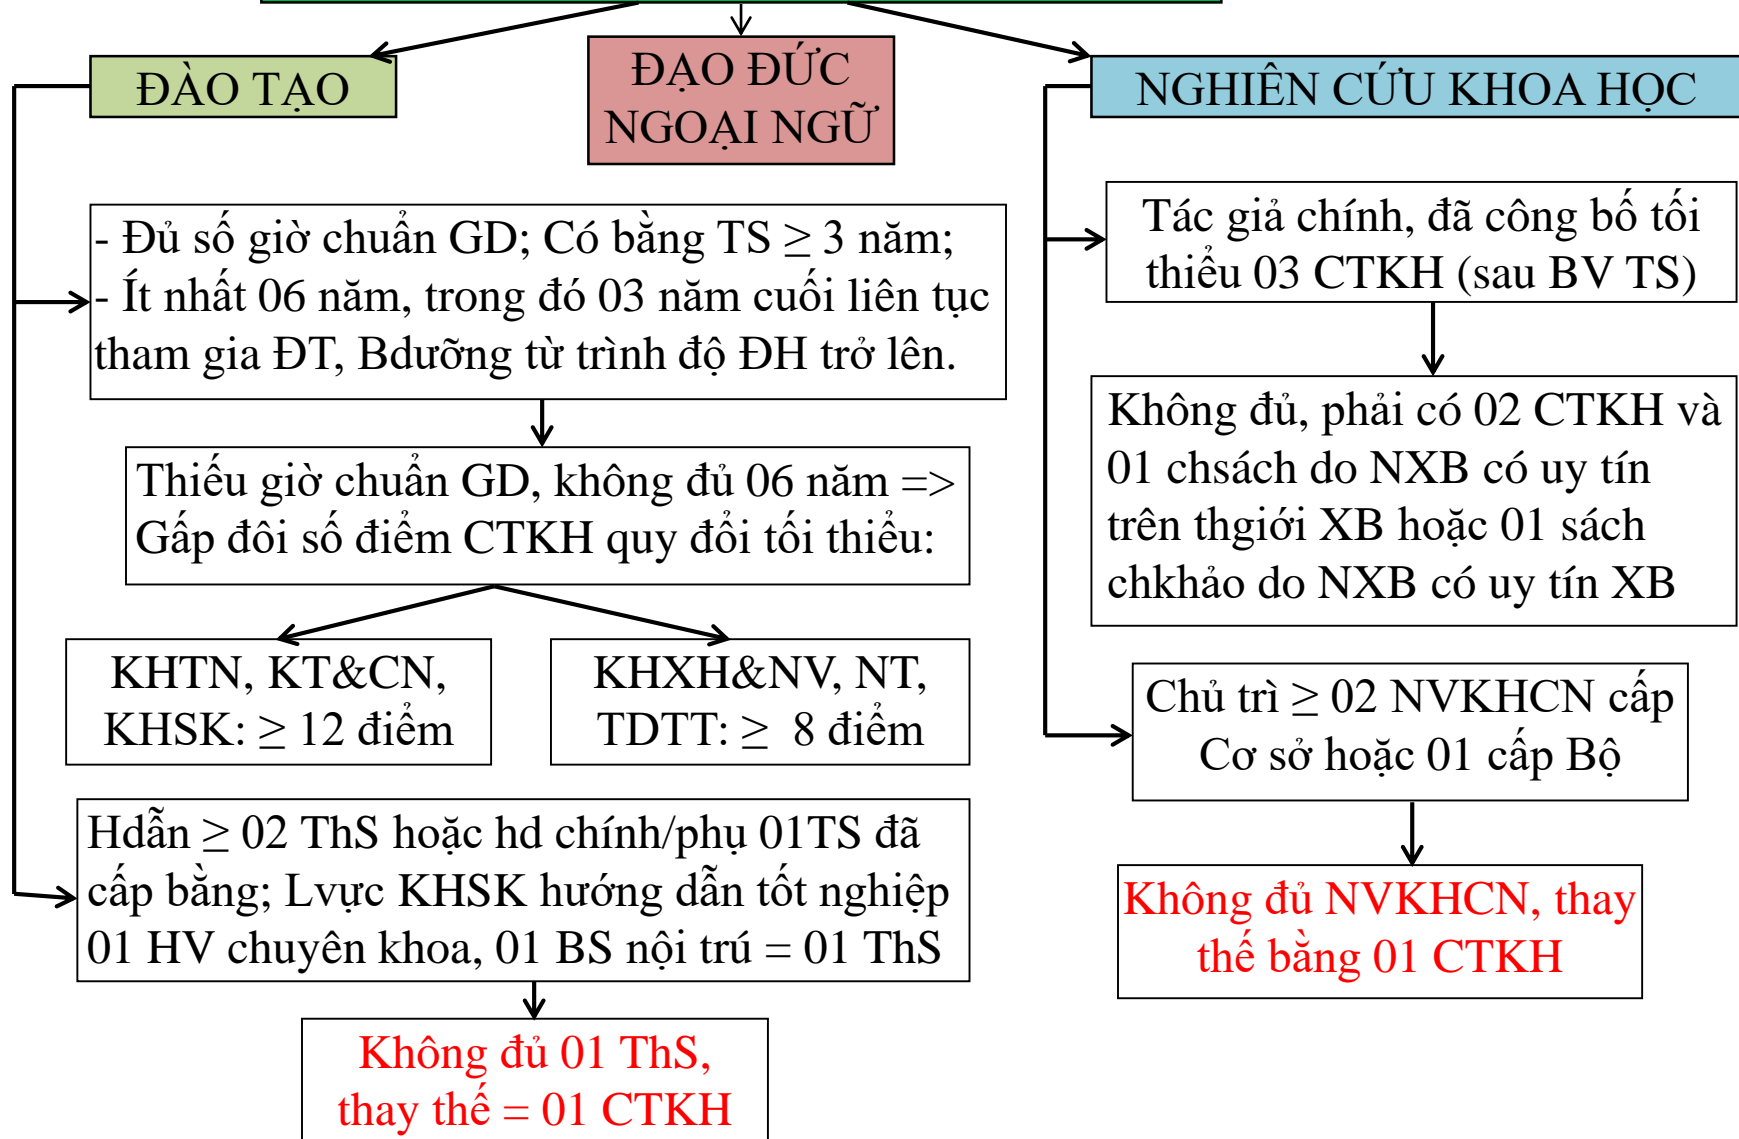 ĐÀO TẠO
ĐẠO ĐỨC
NGOẠI NGỮ
NGHIÊN CỨU KHOA HỌC
- Đủ số giờ chuẩn GD; Có bằng TS ≥ 3 năm;
- Ít nhất 06 năm, trong đó 03 năm cuối liên tục
tham gia ĐT, Bdưỡng từ trình độ ĐH trở lên.
Thiếu giờ chuẩn GD, không đủ 06 năm =>
Gấp đôi số điểm CTKH quy đổi tối thiểu:
KHTN, KT&CN,
KHSK: ≥ 12 điểm
KHXH&NV, NT,
TDTT: ≥ 8 điểm
Hdẫn ≥ 02 ThS hoặc hd chính/phụ 01TS đã
cấp bằng; Lvực KHSK hướng dẫn tốt nghiệp
01 HV chuyên khoa, 01 BS nội trú = 01 ThS
Không đủ 01 ThS,
thay thế = 01 CTKH
Tác giả chính, đã công bố tối
thiểu 03 CTKH (sau BV TS)
Không đủ, phải có 02 CTKH và
01 chsách do NXB có uy tín
trên thgiới XB hoặc 01 sách
chkhảo do NXB có uy tín XB
Chủ trì ≥ 02 NVKHCN cấp
Cơ sở hoặc 01 cấp Bộ
Không đủ NVKHCN, thay
thế bằng 01 CTKH